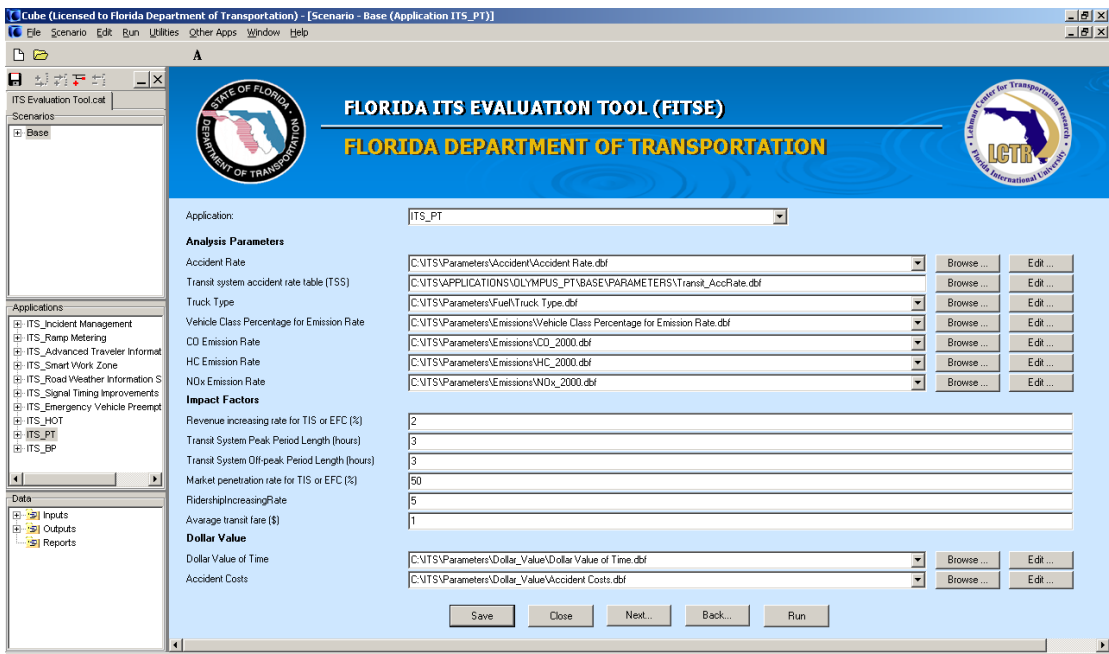 Cube (Licensed to Florida Department of Transportation) - [Scenario - Base (Application ITS_PT)]
File Scenario Edit Run Utilities Other Apps Window Help
A
ITS Evaluation Tool.cat
Scenarios
Base
Applications
ITS_Incident Management
ITS_Ramp Metering
ITS_Advanced Traveler Informat
ITS_Smart Work Zone
ITS_Road Weather Information S
ITS_Signal Timing Improvements
ITS_Emergency Vehicle Preempt
ITS_HOT
ITS_PT
ITS_BP
Data
Inputs
Outputs
Reports
STATE OF FLORIDA
DEPARTMENT OF TRANSPORTATION
FLORIDA ITS EVALUATION TOOL (FITSE)
FLORIDA DEPARTMENT OF TRANSPORTATION
Lehman Center for Transportation Research
LCTR
Florida International University
Application: ITS_PT
Analysis Parameters
Accident Rate C:\ITS\Parameters\Accident\Accident Rate.dbf Browse ... Edit ...
Transit system accident rate table (TSS) C:\ITS\APPLICATIONS\OLYMPUS_PT\BASE\PARAMETERS\Transit_AccRate.dbf Browse ... Edit ...
Truck Type C:\ITS\Parameters\Fuel\Truck Type.dbf Browse ... Edit ...
Vehicle Class Percentage for Emission Rate C:\ITS\Parameters\Emissions\Vehicle Class Percentage for Emission Rate.dbf Browse ... Edit ...
CO Emission Rate C:\ITS\Parameters\Emissions\CO_2000.dbf Browse ... Edit ...
HC Emission Rate C:\ITS\Parameters\Emissions\HC_2000.dbf Browse ... Edit ...
NOx Emission Rate C:\ITS\Parameters\Emissions\NOx_2000.dbf Browse ... Edit ...
Impact Factors
Revenue increasing rate for TIS or EFC (%) 2
Transit System Peak Period Length (hours) 3
Transit System Off-peak Period Length (hours) 3
Market penetration rate for TIS or EFC (%) 50
RidershipIncreasingRate 5
Avarage transit fare ($) 1
Dollar Value
Dollar Value of Time C:\ITS\Parameters\Dollar_Value\Dollar Value of Time.dbf Browse ... Edit ...
Accident Costs C:\ITS\Parameters\Dollar_Value\Accident Costs.dbf Browse ... Edit ...
Save Close Next... Back... Run